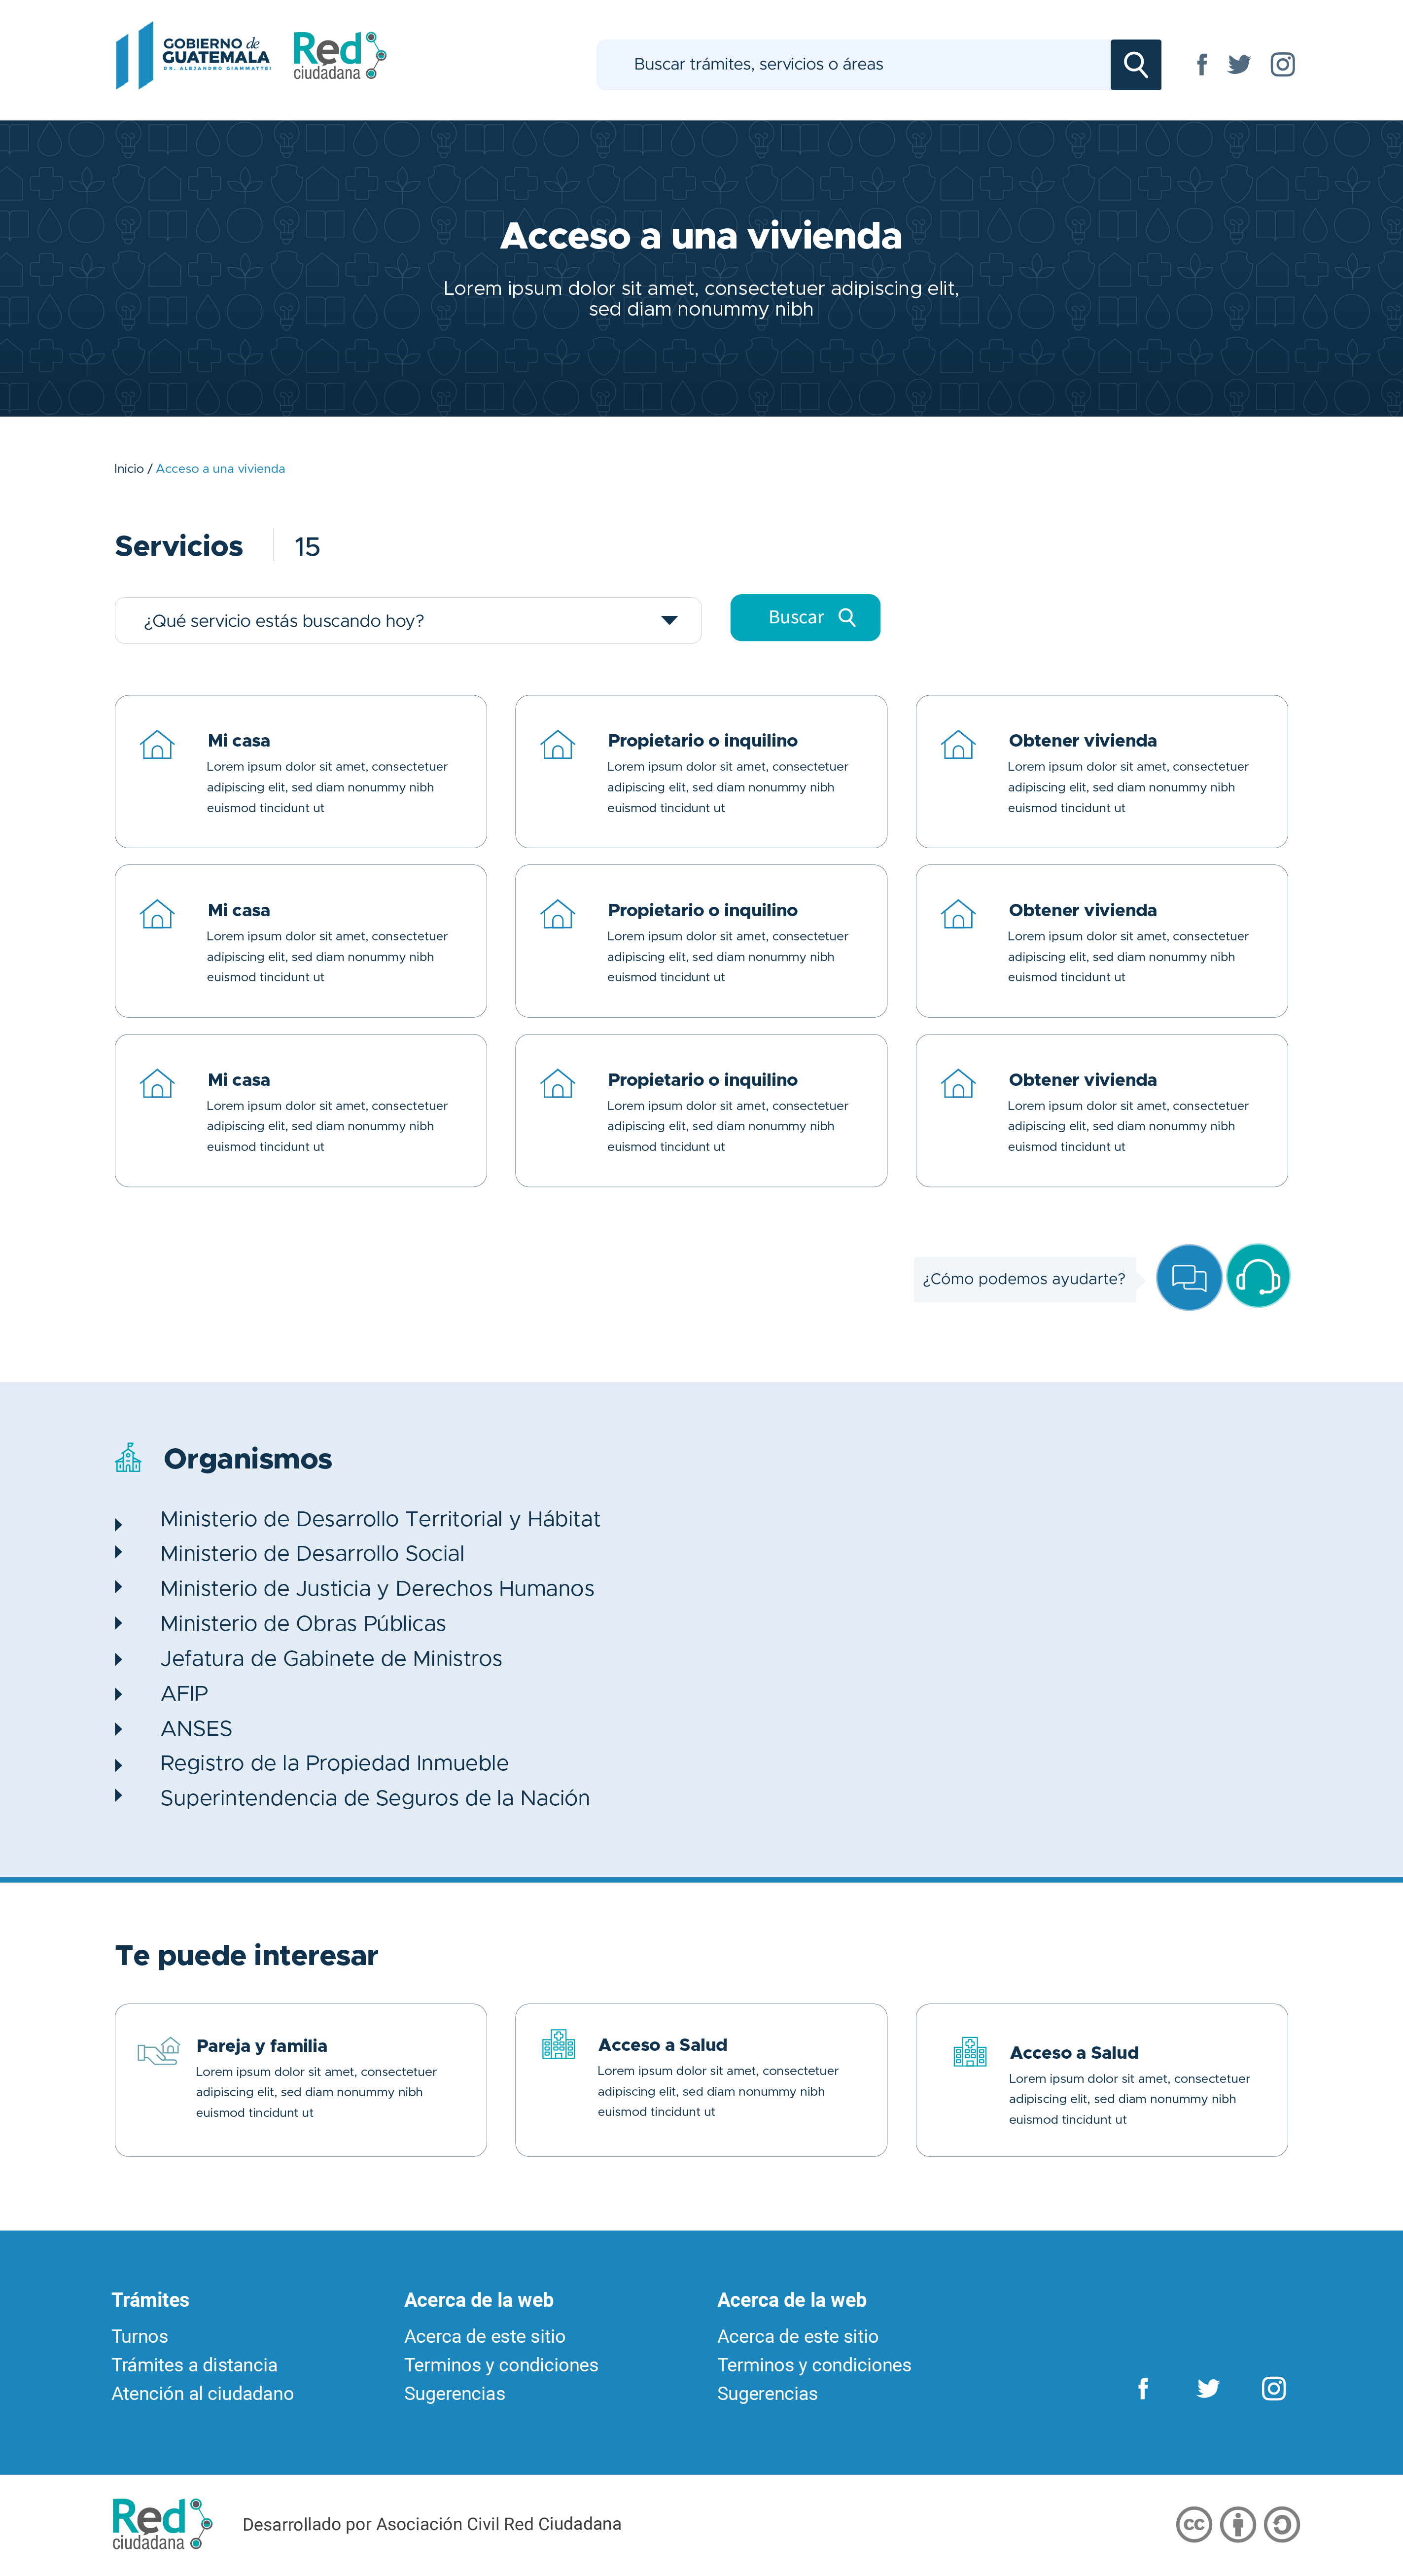 GOBIERNO de
GUATEMALA
DR. ALEJANDRO GIAMMATTEI
Red
ciudadana
Buscar trámites, servicios o áreas
Acceso a una vivienda
Lorem ipsum dolor sit amet, consectetuer adipiscing elit,
sed diam nonummy nibh
Inicio / Acceso a una vivienda
Servicios 15
¿Qué servicio estás buscando hoy?
Buscar
Mi casa
Lorem ipsum dolor sit amet, consectetuer
adipiscing elit, sed diam nonummy nibh
euismod tincidunt ut
Propietario o inquilino
Lorem ipsum dolor sit amet, consectetuer
adipiscing elit, sed diam nonummy nibh
euismod tincidunt ut
Obtener vivienda
Lorem ipsum dolor sit amet, consectetuer
adipiscing elit, sed diam nonummy nibh
euismod tincidunt ut
Mi casa
Lorem ipsum dolor sit amet, consectetuer
adipiscing elit, sed diam nonummy nibh
euismod tincidunt ut
Propietario o inquilino
Lorem ipsum dolor sit amet, consectetuer
adipiscing elit, sed diam nonummy nibh
euismod tincidunt ut
Obtener vivienda
Lorem ipsum dolor sit amet, consectetuer
adipiscing elit, sed diam nonummy nibh
euismod tincidunt ut
Mi casa
Lorem ipsum dolor sit amet, consectetuer
adipiscing elit, sed diam nonummy nibh
euismod tincidunt ut
Propietario o inquilino
Lorem ipsum dolor sit amet, consectetuer
adipiscing elit, sed diam nonummy nibh
euismod tincidunt ut
Obtener vivienda
Lorem ipsum dolor sit amet, consectetuer
adipiscing elit, sed diam nonummy nibh
euismod tincidunt ut
¿Cómo podemos ayudarte?
Organismos
Ministerio de Desarrollo Territorial y Hábitat
Ministerio de Desarrollo Social
Ministerio de Justicia y Derechos Humanos
Ministerio de Obras Públicas
Jefatura de Gabinete de Ministros
AFIP
ANSES
Registro de la Propiedad Inmueble
Superintendencia de Seguros de la Nación
Te puede interesar
Pareja y familia
Lorem ipsum dolor sit amet, consectetuer
adipiscing elit, sed diam nonummy nibh
euismod tincidunt ut
Acceso a Salud
Lorem ipsum dolor sit amet, consectetuer
adipiscing elit, sed diam nonummy nibh
euismod tincidunt ut
Acceso a Salud
Lorem ipsum dolor sit amet, consectetuer
adipiscing elit, sed diam nonummy nibh
euismod tincidunt ut
Trámites
Turnos
Trámites a distancia
Atención al ciudadano
Acerca de la web
Acerca de este sitio
Terminos y condiciones
Sugerencias
Acerca de la web
Acerca de este sitio
Terminos y condiciones
Sugerencias
Red
ciudadana
Desarrollado por Asociación Civil Red Ciudadana
cc